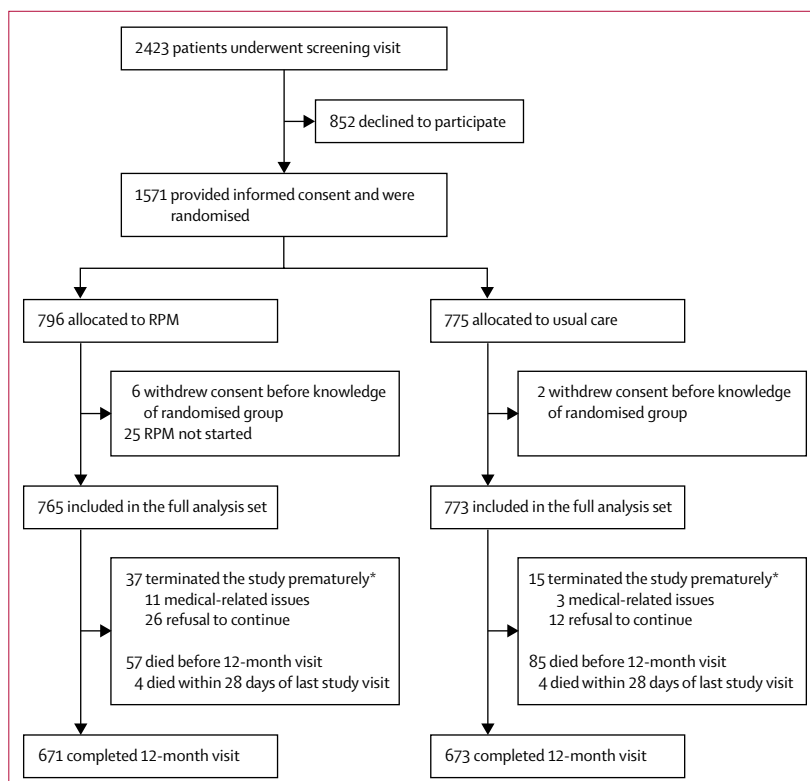 2423 patients underwent screening visit
852 declined to participate
1571 provided informed consent and were
randomised
796 allocated to RPM
775 allocated to usual care
6 withdrew consent before knowledge
of randomised group
25 RPM not started
2 withdrew consent before knowledge
of randomised group
765 included in the full analysis set
773 included in the full analysis set
37 terminated the study prematurely*
11 medical-related issues
26 refusal to continue
57 died before 12-month visit
4 died within 28 days of last study visit
15 terminated the study prematurely*
3 medical-related issues
12 refusal to continue
85 died before 12-month visit
4 died within 28 days of last study visit
671 completed 12-month visit
673 completed 12-month visit